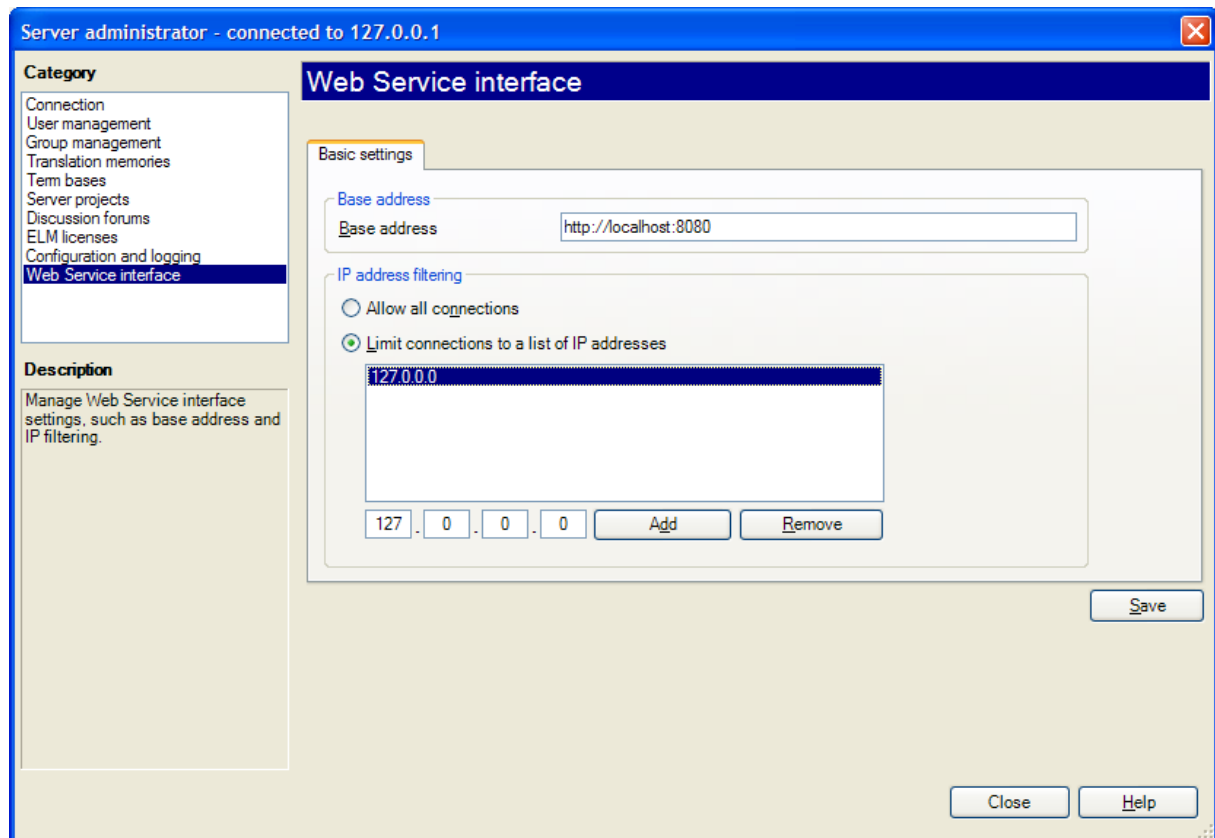 Server administrator - connected to 127.0.0.1
Category
Connection
User management
Group management
Translation memories
Term bases
Server projects
Discussion forums
ELM licenses
Configuration and logging
Web Service interface
Description
Manage Web Service interface
settings, such as base address and
IP filtering.
Web Service interface
Basic settings
Base address
Base address http://localhost:8080
IP address filtering
Allow all connections
Limit connections to a list of IP addresses
127.0.0.0
127 . 0 . 0 . 0 Add Remove
Save
Close Help